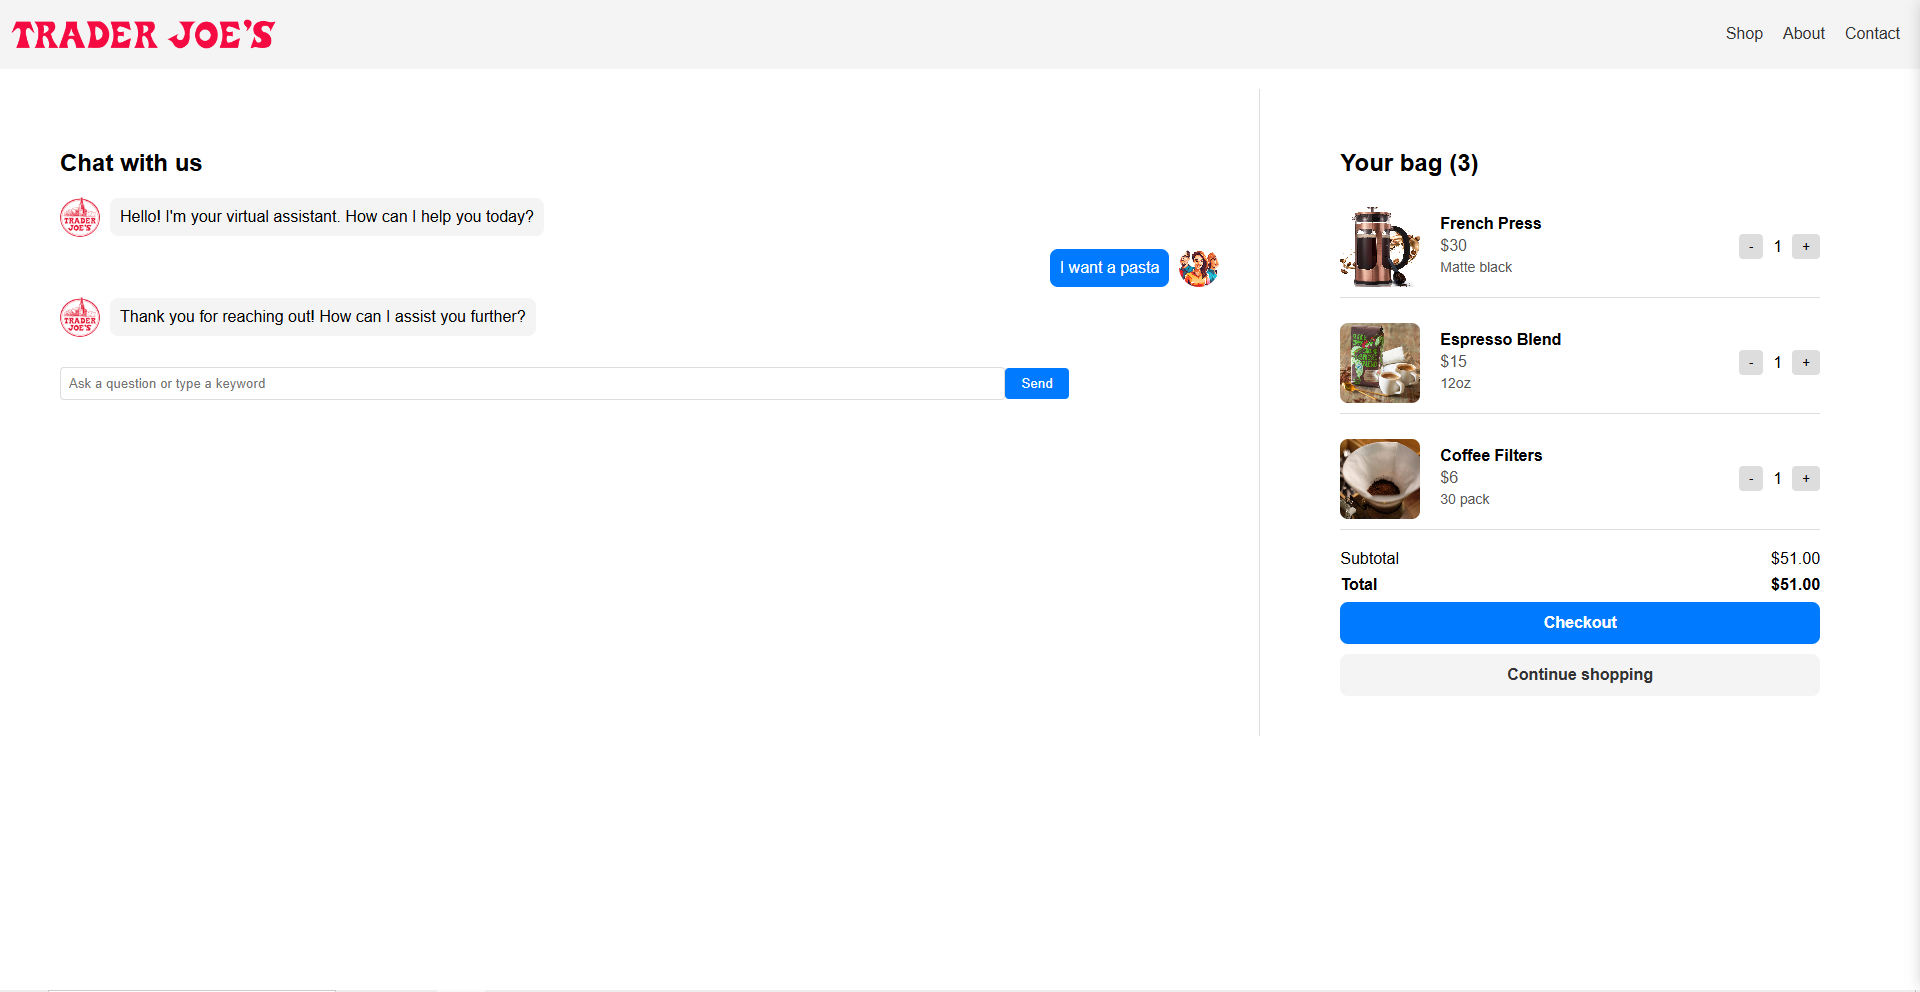 TRADER JOE'S
Shop About Contact
Chat with us
TRADER
JOE'S
Hello! I'm your virtual assistant. How can I help you today?
I want a pasta
TRADER
JOE'S
Thank you for reaching out! How can I assist you further?
Ask a question or type a keyword
Send
Your bag (3)
French Press
$30
Matte black
- 1 +
Espresso Blend
$15
12oz
- 1 +
Coffee Filters
$6
30 pack
- 1 +
Subtotal $51.00
Total $51.00
Checkout
Continue shopping